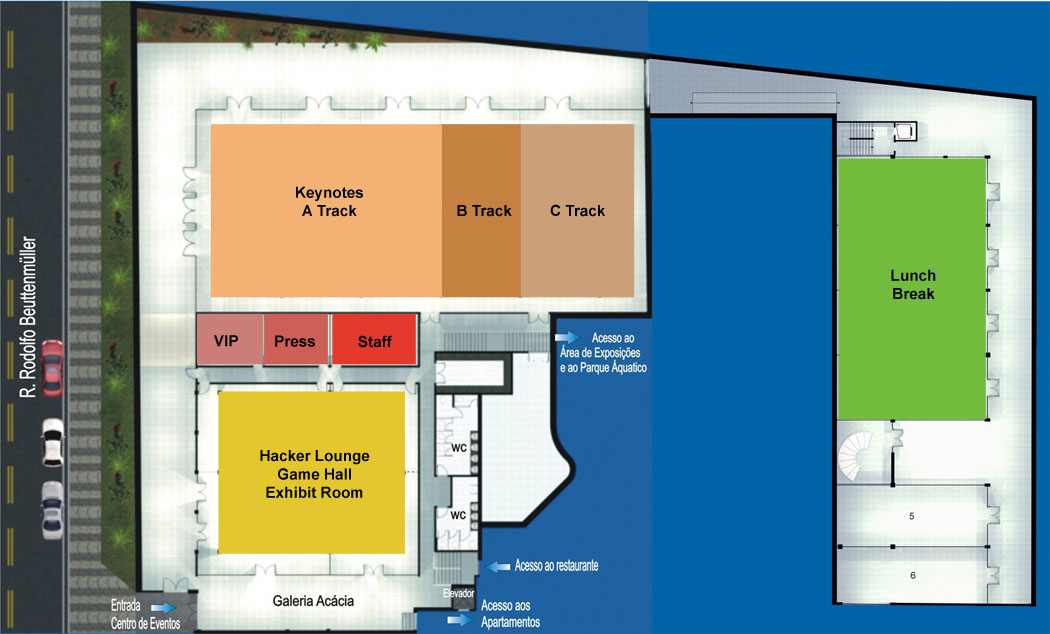 Keynotes
A Track
B Track
C Track
Lunch
Break
R. Rodolfo Beuttenmüller
VIP
Press
Staff
Acesso ao
Área de Exposições
e ao Parque Áquatico
Hacker Lounge
Game Hall
Exhibit Room
WC
WC
5
6
Acesso ao restaurante
Elevador
Galeria Acácia
Entrada
Centro de Eventos
Acesso aos
Apartamentos